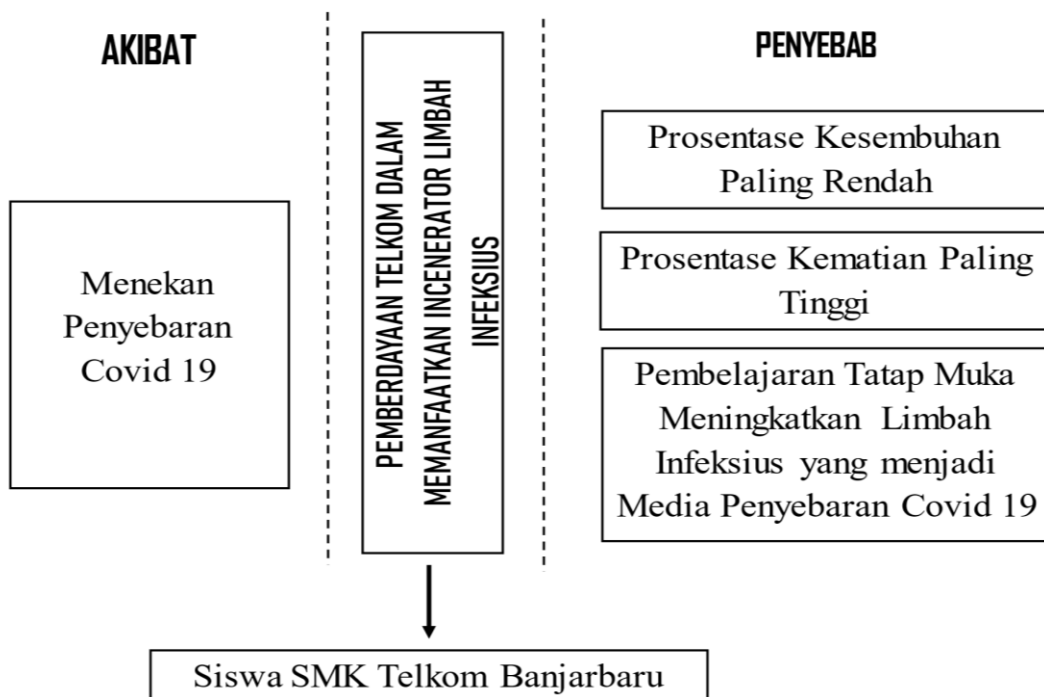 AKIBAT
Menekan
Penyebaran
Covid 19
PEMBERDAYAAN TELKOM DALAM
MEMANFAATKAN INCENERATOR LIMBAH
INFEKSIUS
PENYEBAB
Prosentase Kesembuhan
Paling Rendah
Prosentase Kematian Paling
Tinggi
Pembelajaran Tatap Muka
Meningkatkan Limbah
Infeksius yang menjadi
Media Penyebaran Covid 19
Siswa SMK Telkom Banjarbaru